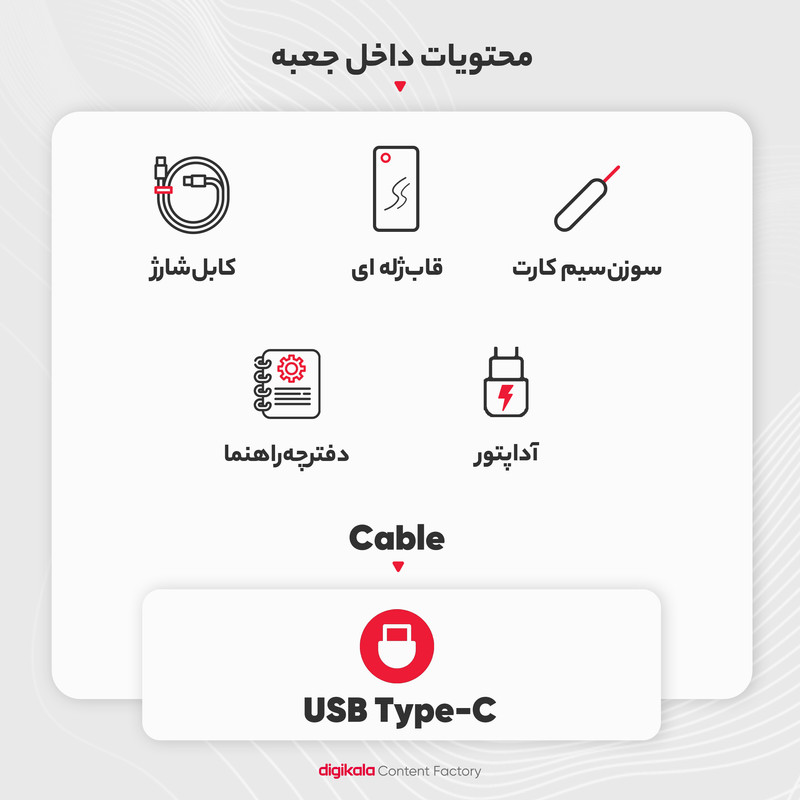 محتویات داخل جعبه
سوزن‌سیم کارت
قاب‌ژله ای
کابل‌شارژ
آداپتور
دفترچه‌راهنما
Cable
USB Type-C
digikala Content Factory